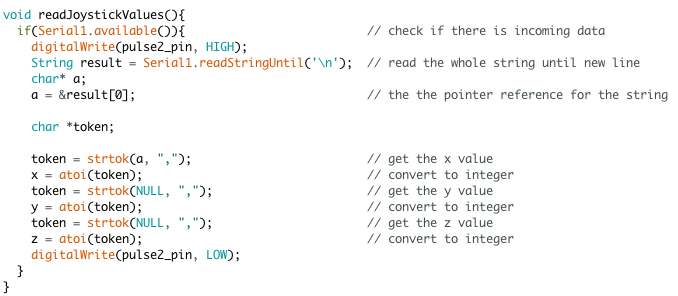 void readJoystickValues(){
  if(Serial1.available()){                         // check if there is incoming data
    digitalWrite(pulse2_pin, HIGH);
    String result = Serial1.readStringUntil('\n');  // read the whole string until new line
    char* a;
    a = &result[0];                                 // the the pointer reference for the string

    char *token;

    token = strtok(a, ",");                         // get the x value
    x = atoi(token);                                // convert to integer
    token = strtok(NULL, ",");                      // get the y value
    y = atoi(token);                                // convert to integer
    token = strtok(NULL, ",");                      // get the z value
    z = atoi(token);                                // convert to integer
    digitalWrite(pulse2_pin, LOW);
  }
}